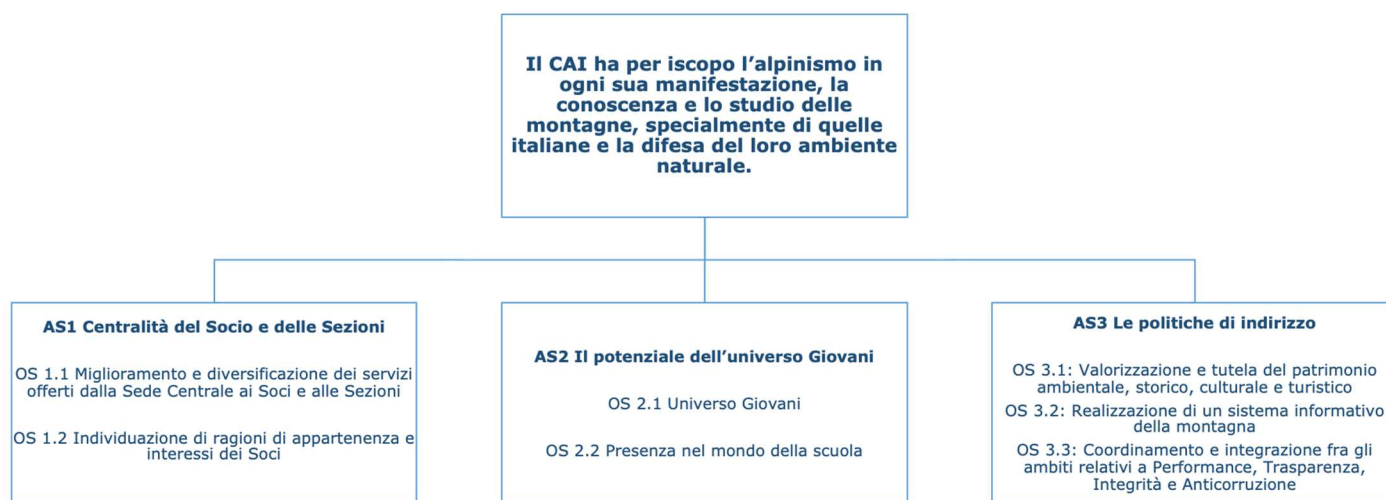 Il CAI ha per iscopo l’alpinismo in
ogni sua manifestazione, la
conoscenza e lo studio delle
montagne, specialmente di quelle
italiane e la difesa del loro ambiente
naturale.
AS1 Centralità del Socio e delle Sezioni
OS 1.1 Miglioramento e diversificazione dei servizi
offerti dalla Sede Centrale ai Soci e alle Sezioni
OS 1.2 Individuazione di ragioni di appartenenza e
interessi dei Soci
AS2 Il potenziale dell’universo Giovani
OS 2.1 Universo Giovani
OS 2.2 Presenza nel mondo della scuola
AS3 Le politiche di indirizzo
OS 3.1: Valorizzazione e tutela del patrimonio
ambientale, storico, culturale e turistico
OS 3.2: Realizzazione di un sistema informativo
della montagna
OS 3.3: Coordinamento e integrazione fra gli
ambiti relativi a Performance, Trasparenza,
Integrità e Anticorruzione